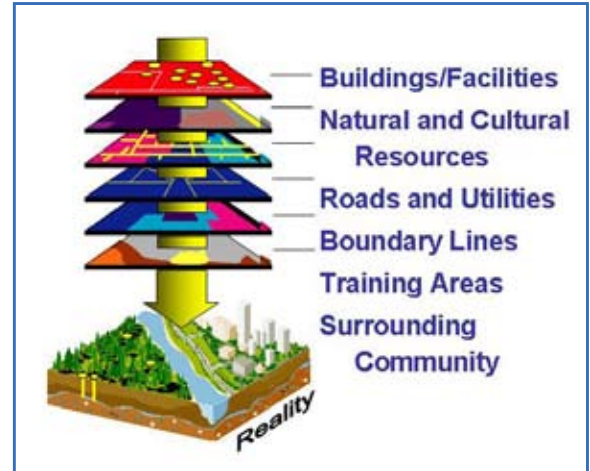 Buildings/Facilities
Natural and Cultural
Resources
Roads and Utilities
Boundary Lines
Training Areas
Surrounding
Community
Reality